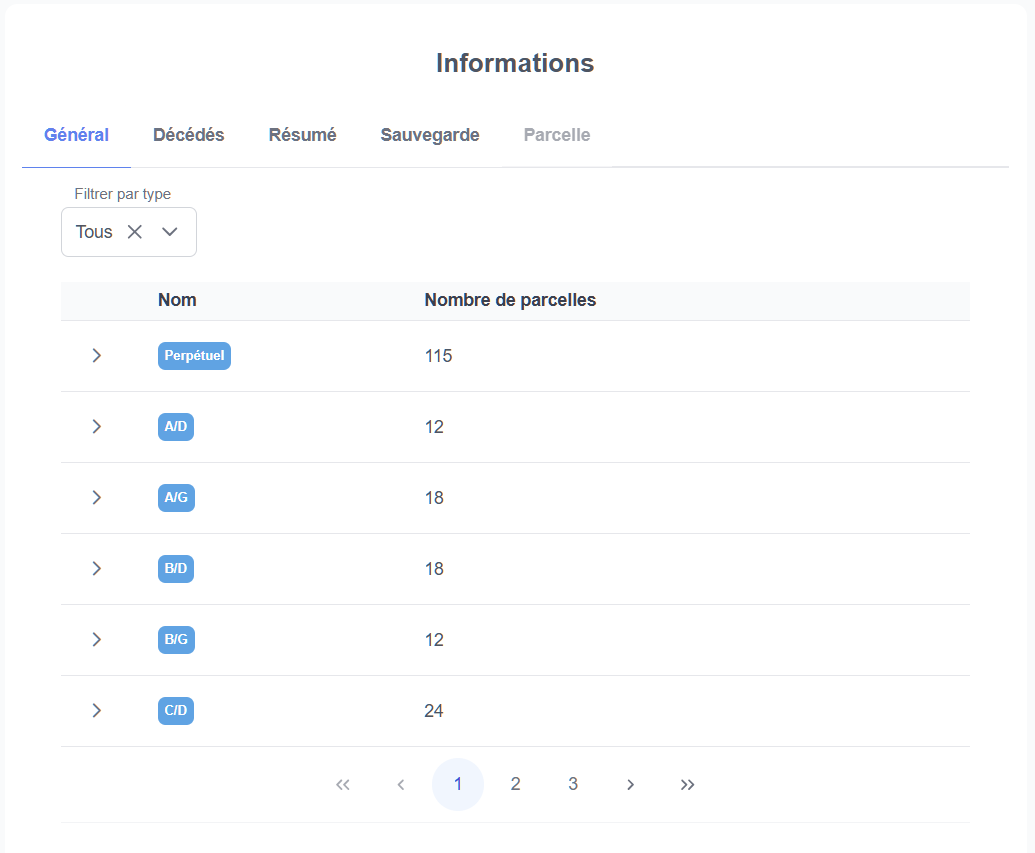 Informations
Général Décédés Résumé Sauvegarde Parcelle
Filtrer par type
Tous
Nom Nombre de parcelles
Perpétuel 115
A/D 12
A/G 18
B/D 18
B/G 12
C/D 24
1 2 3